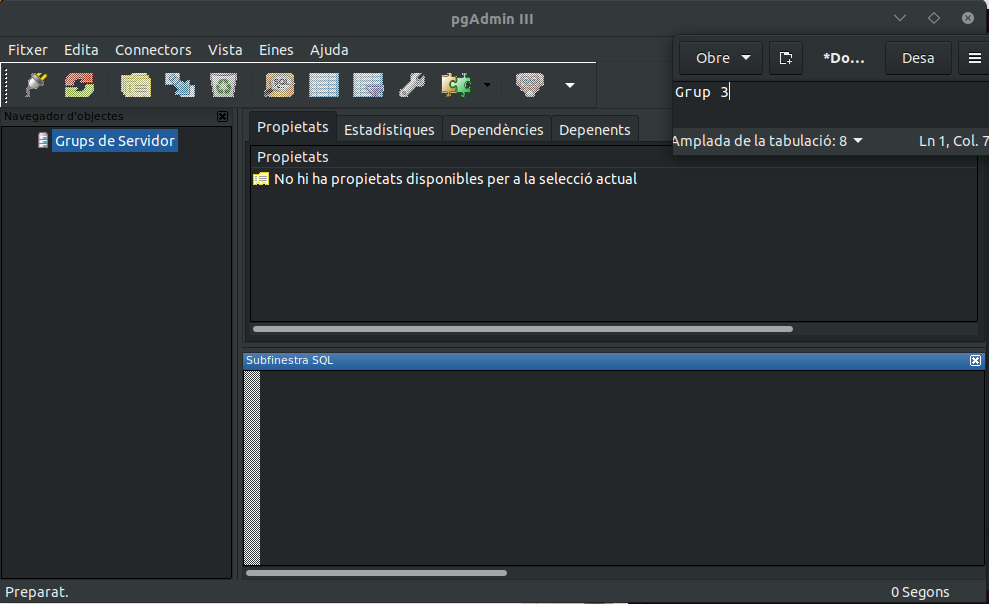 pgAdmin III
Fitxer Edita Connectors Vista Eines Ajuda
Obre *Do... Desa
SQL
Grup 3
Amplada de la tabulació: 8 Ln 1, Col. 7
Navegador d'objectes
Grups de Servidor
Propietats Estadístiques Dependències Depenents
Propietats
No hi ha propietats disponibles per a la selecció actual
Subfinestra SQL
Preparat. 0 Segons